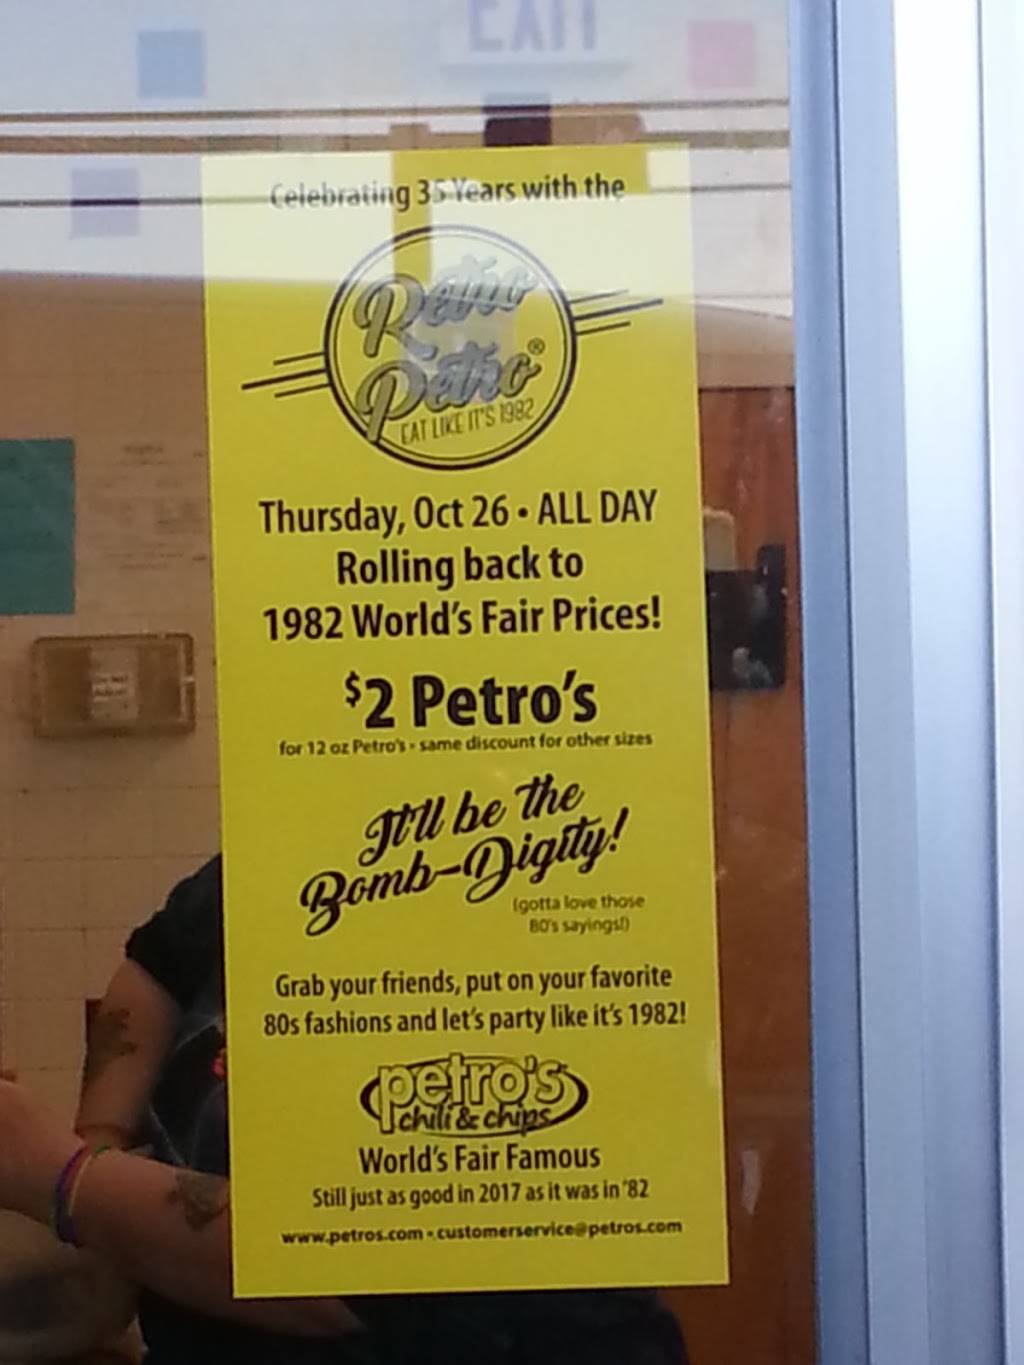 EXIT
Celebrating 35 Years with the
Retro
Petro®
EAT LIKE IT'S 1982
Thursday, Oct 26 • ALL DAY
Rolling back to
1982 World's Fair Prices!
$2 Petro's
for 12 oz Petro's • same discount for other sizes
It'll be the
Bomb-Digity!
(gotta love those
80's sayings!)
Grab your friends, put on your favorite
80s fashions and let's party like it's 1982!
petro's
chili & chips
World's Fair Famous
Still just as good in 2017 as it was in '82
www.petros.com • customerservice@petros.com